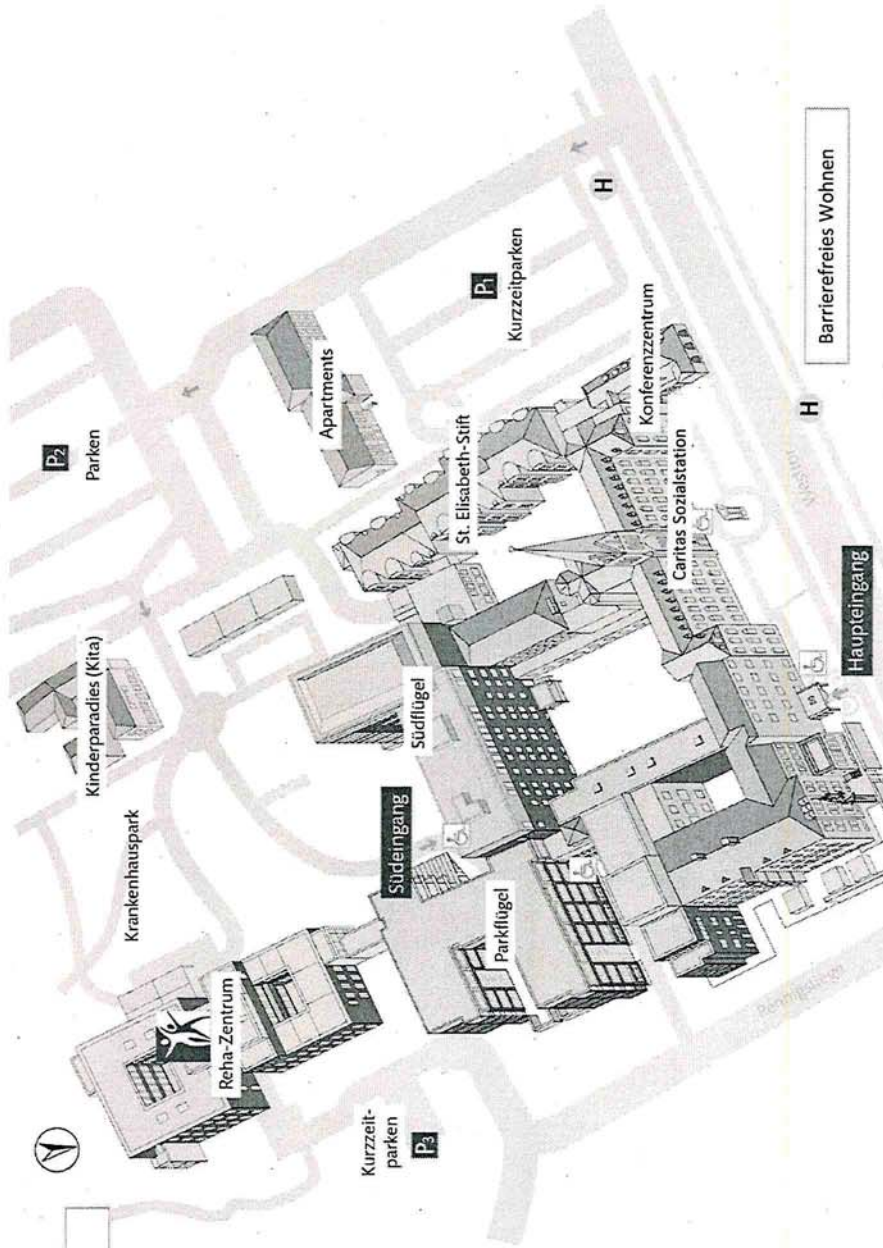 P2
Parken
Kinderparadies (Kita)
Krankenhauspark
Reha-Zentrum
Apartments
Kurzzeit-
parken
P3
Südeingang
Südflügel
St. Elisabeth-Stift
P1
Kurzzeitparken
Parkflügel
H
Konferenzzentrum
Caritas Sozialstation
H
Barrierefreies Wohnen
Haupteingang